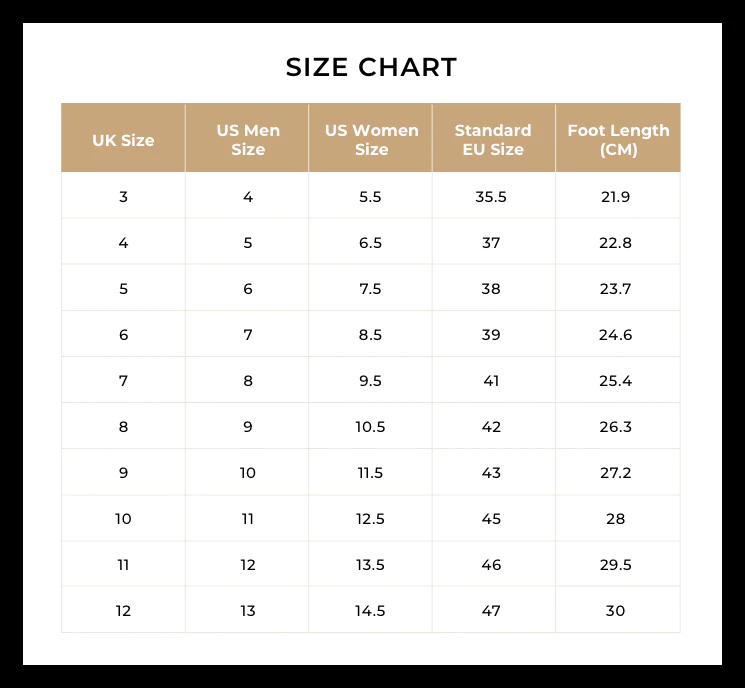 SIZE CHART
UK Size US Men Size US Women Size Standard EU Size Foot Length (CM)
3 4 5.5 35.5 21.9
4 5 6.5 37 22.8
5 6 7.5 38 23.7
6 7 8.5 39 24.6
7 8 9.5 41 25.4
8 9 10.5 42 26.3
9 10 11.5 43 27.2
10 11 12.5 45 28
11 12 13.5 46 29.5
12 13 14.5 47 30